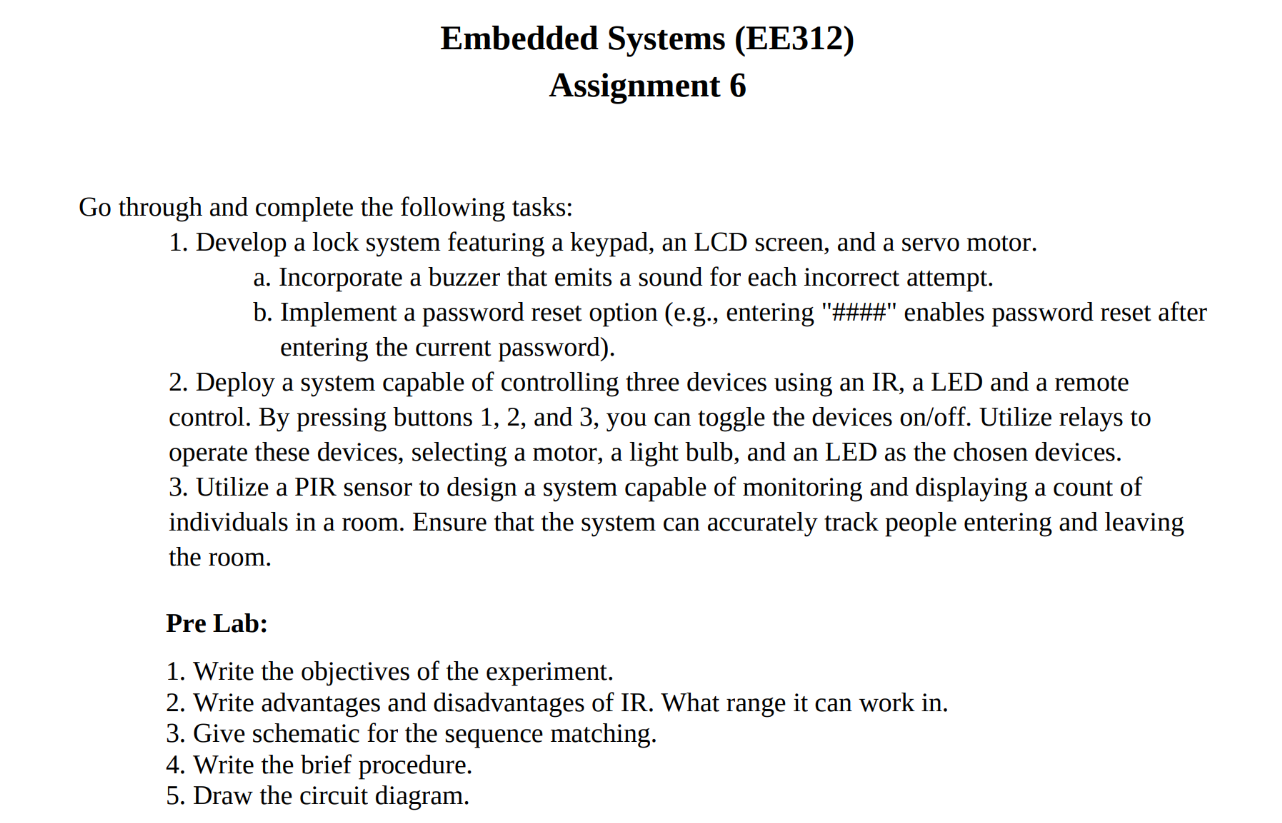 Embedded Systems (EE312)
Assignment 6
Go through and complete the following tasks:
1. Develop a lock system featuring a keypad, an LCD screen, and a servo motor.
a. Incorporate a buzzer that emits a sound for each incorrect attempt.
b. Implement a password reset option (e.g., entering "####" enables password reset after
entering the current password).
2. Deploy a system capable of controlling three devices using an IR, a LED and a remote
control. By pressing buttons 1, 2, and 3, you can toggle the devices on/off. Utilize relays to
operate these devices, selecting a motor, a light bulb, and an LED as the chosen devices.
3. Utilize a PIR sensor to design a system capable of monitoring and displaying a count of
individuals in a room. Ensure that the system can accurately track people entering and leaving
the room.
Pre Lab:
1. Write the objectives of the experiment.
2. Write advantages and disadvantages of IR. What range it can work in.
3. Give schematic for the sequence matching.
4. Write the brief procedure.
5. Draw the circuit diagram.